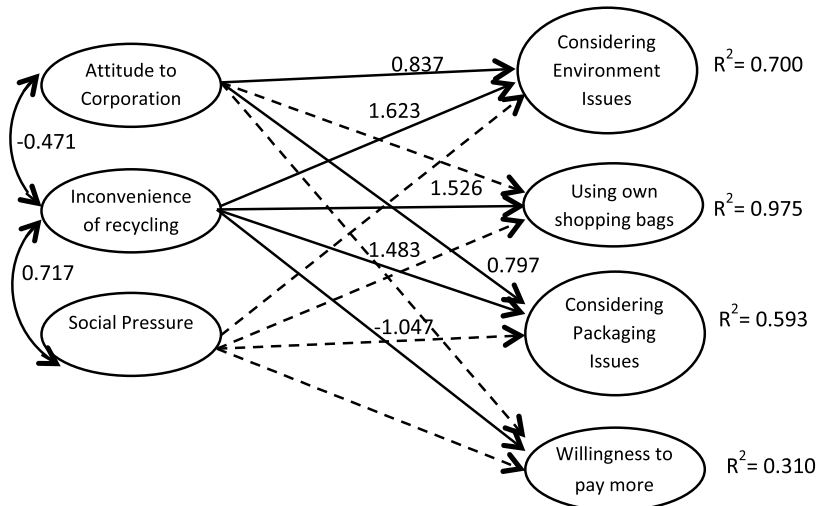 Attitude to
Corporation
Inconvenience
of recycling
Social Pressure
-0.471
0.717
0.837
1.623
1.526
1.483
0.797
-1.047
Considering
Environment
Issues
R²= 0.700
Using own
shopping bags
R²= 0.975
Considering
Packaging
Issues
R²= 0.593
Willingness to
pay more
R²= 0.310